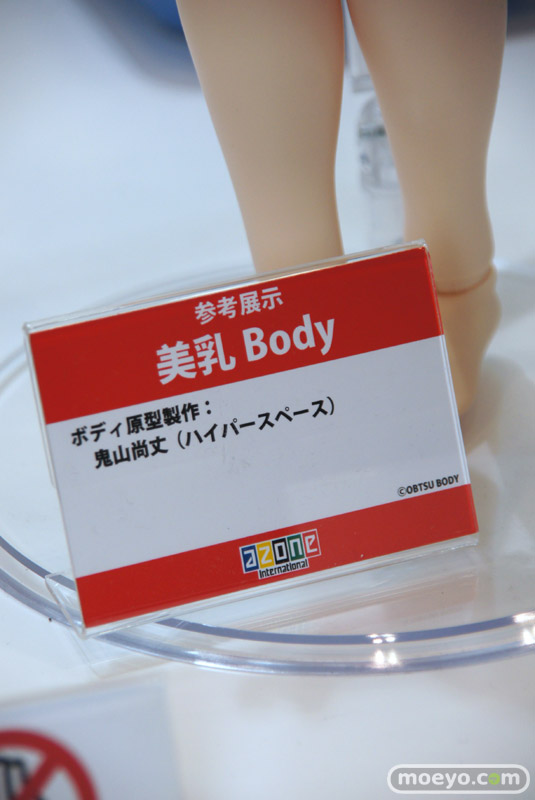 参考展示
美乳 Body
ボディ原型製作：
鬼山尚丈（ハイパースペース）
©OBTSU BODY
azone
international
moeyo.com